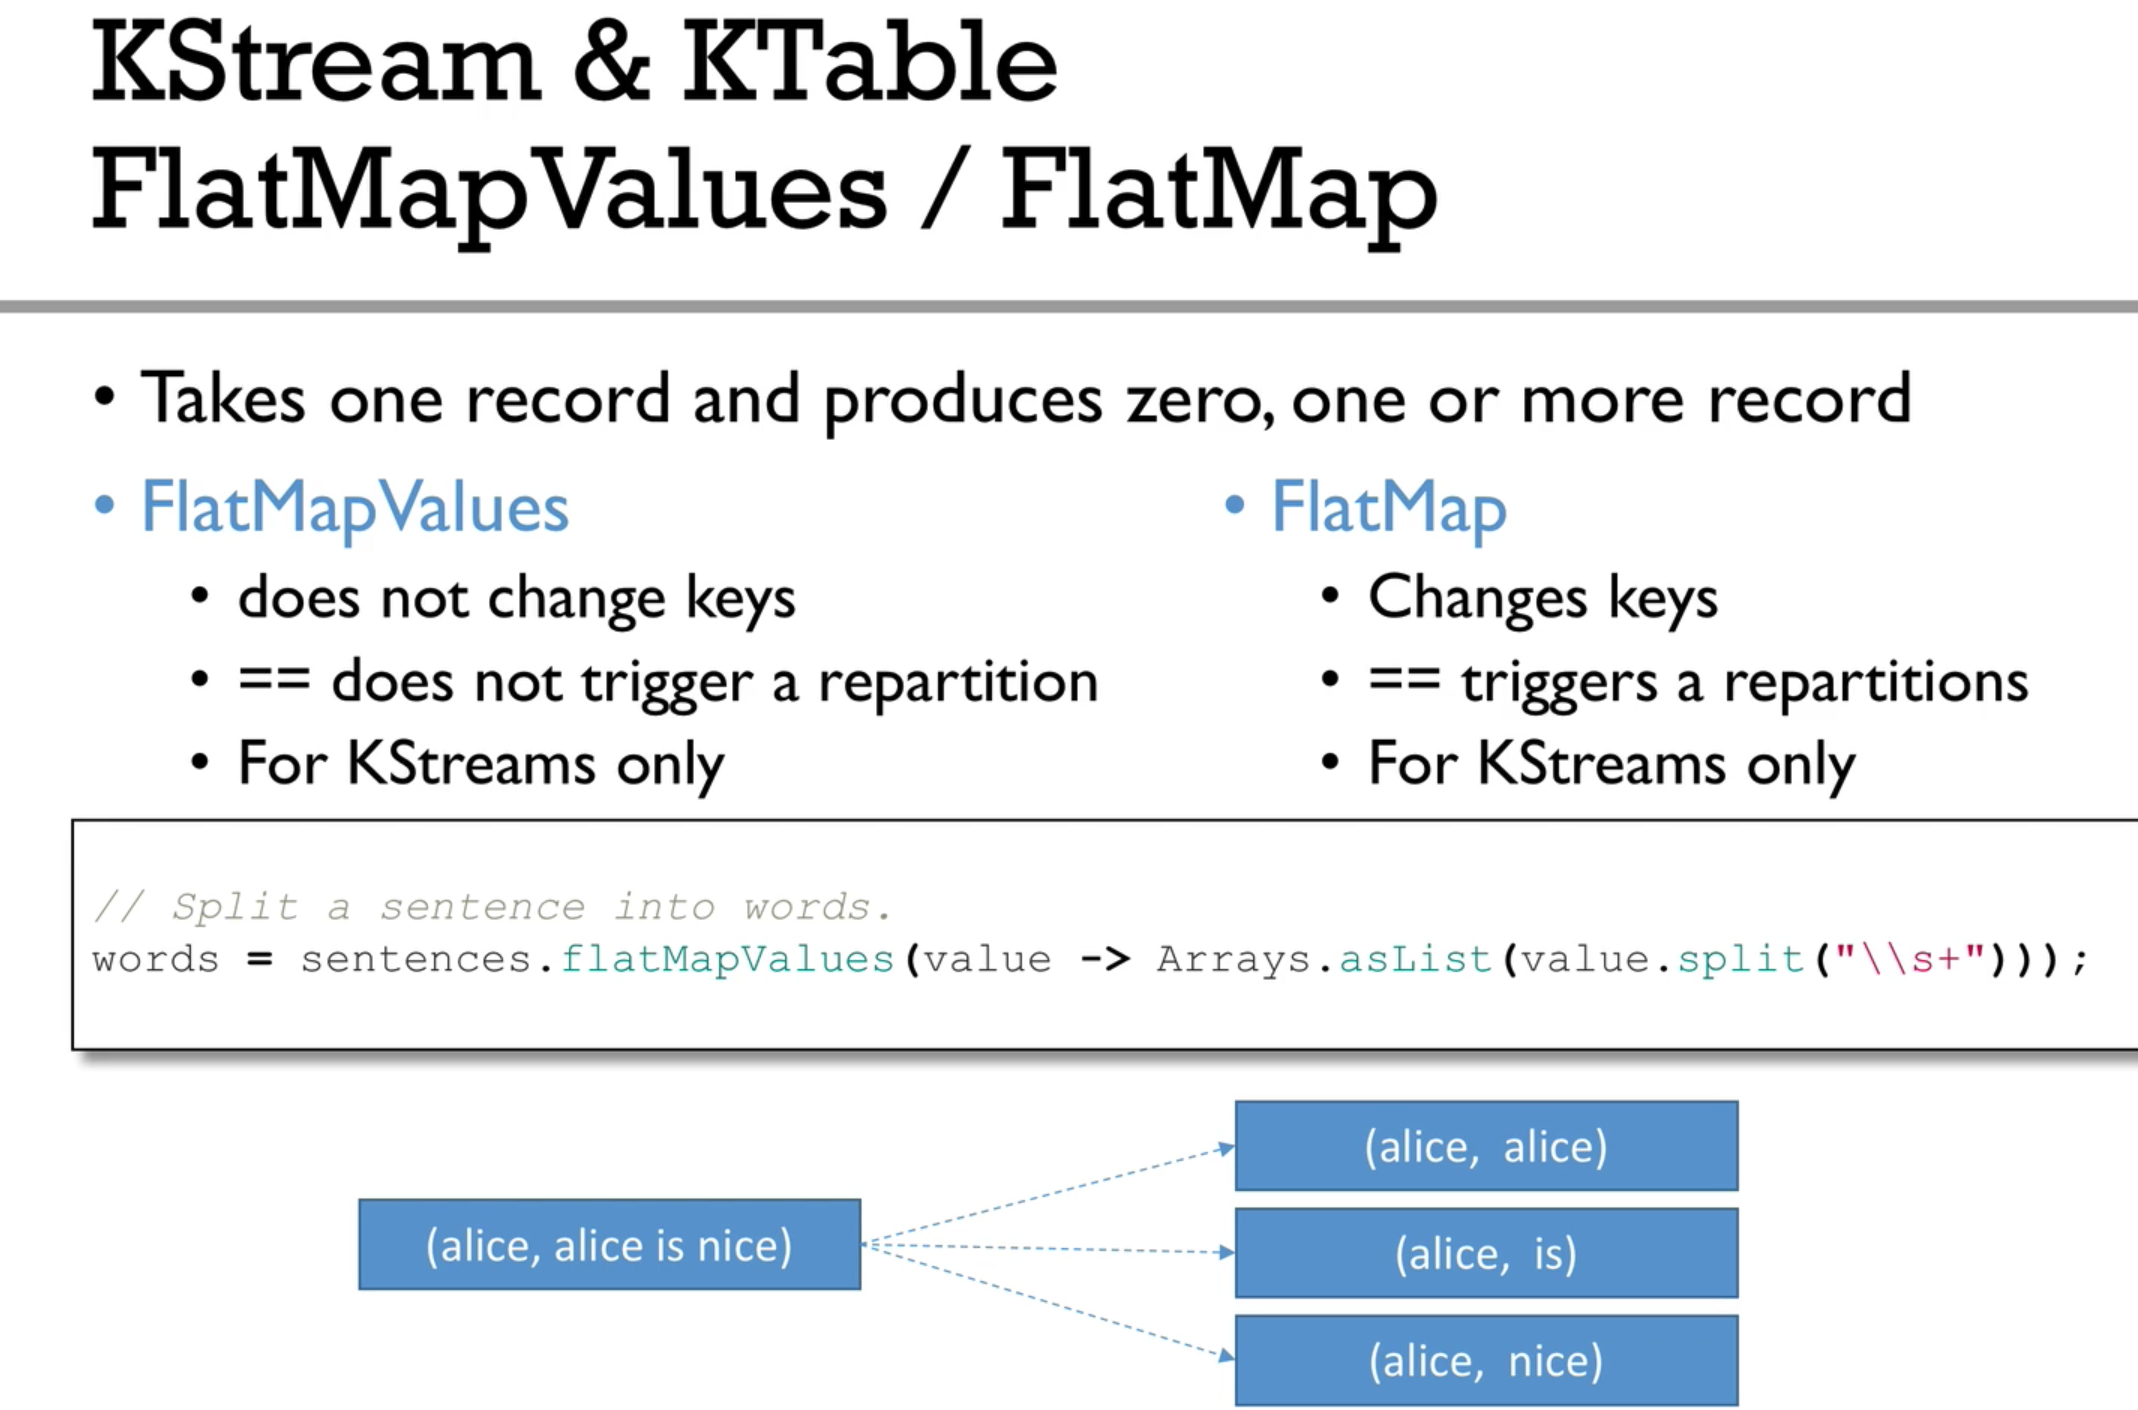 KStream & KTable
FlatMapValues / FlatMap
• Takes one record and produces zero, one or more record
• FlatMapValues
• does not change keys
• == does not trigger a repartition
• For KStreams only
• FlatMap
• Changes keys
• == triggers a repartitions
• For KStreams only
// Split a sentence into words.
words = sentences.flatMapValues(value -> Arrays.asList(value.split("\\s+")));
(alice, alice is nice)
(alice, alice)
(alice, is)
(alice, nice)